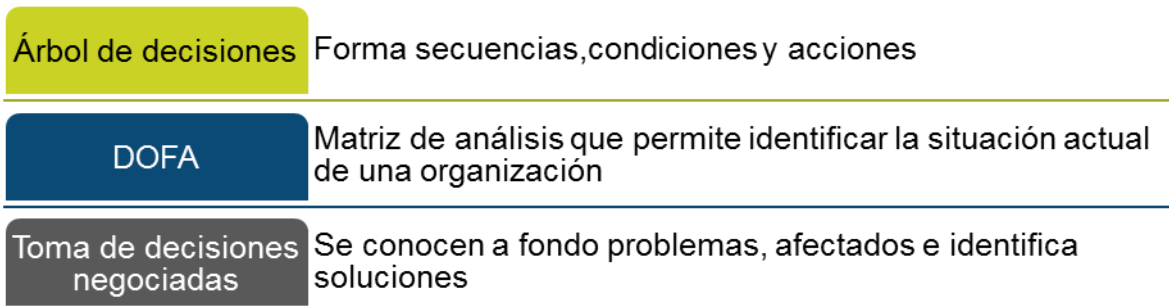 Árbol de decisiones
Forma secuencias,condiciones y acciones
DOFA
Matriz de análisis que permite identificar la situación actual
de una organización
Toma de decisiones
negociadas
Se conocen a fondo problemas, afectados e identifica
soluciones